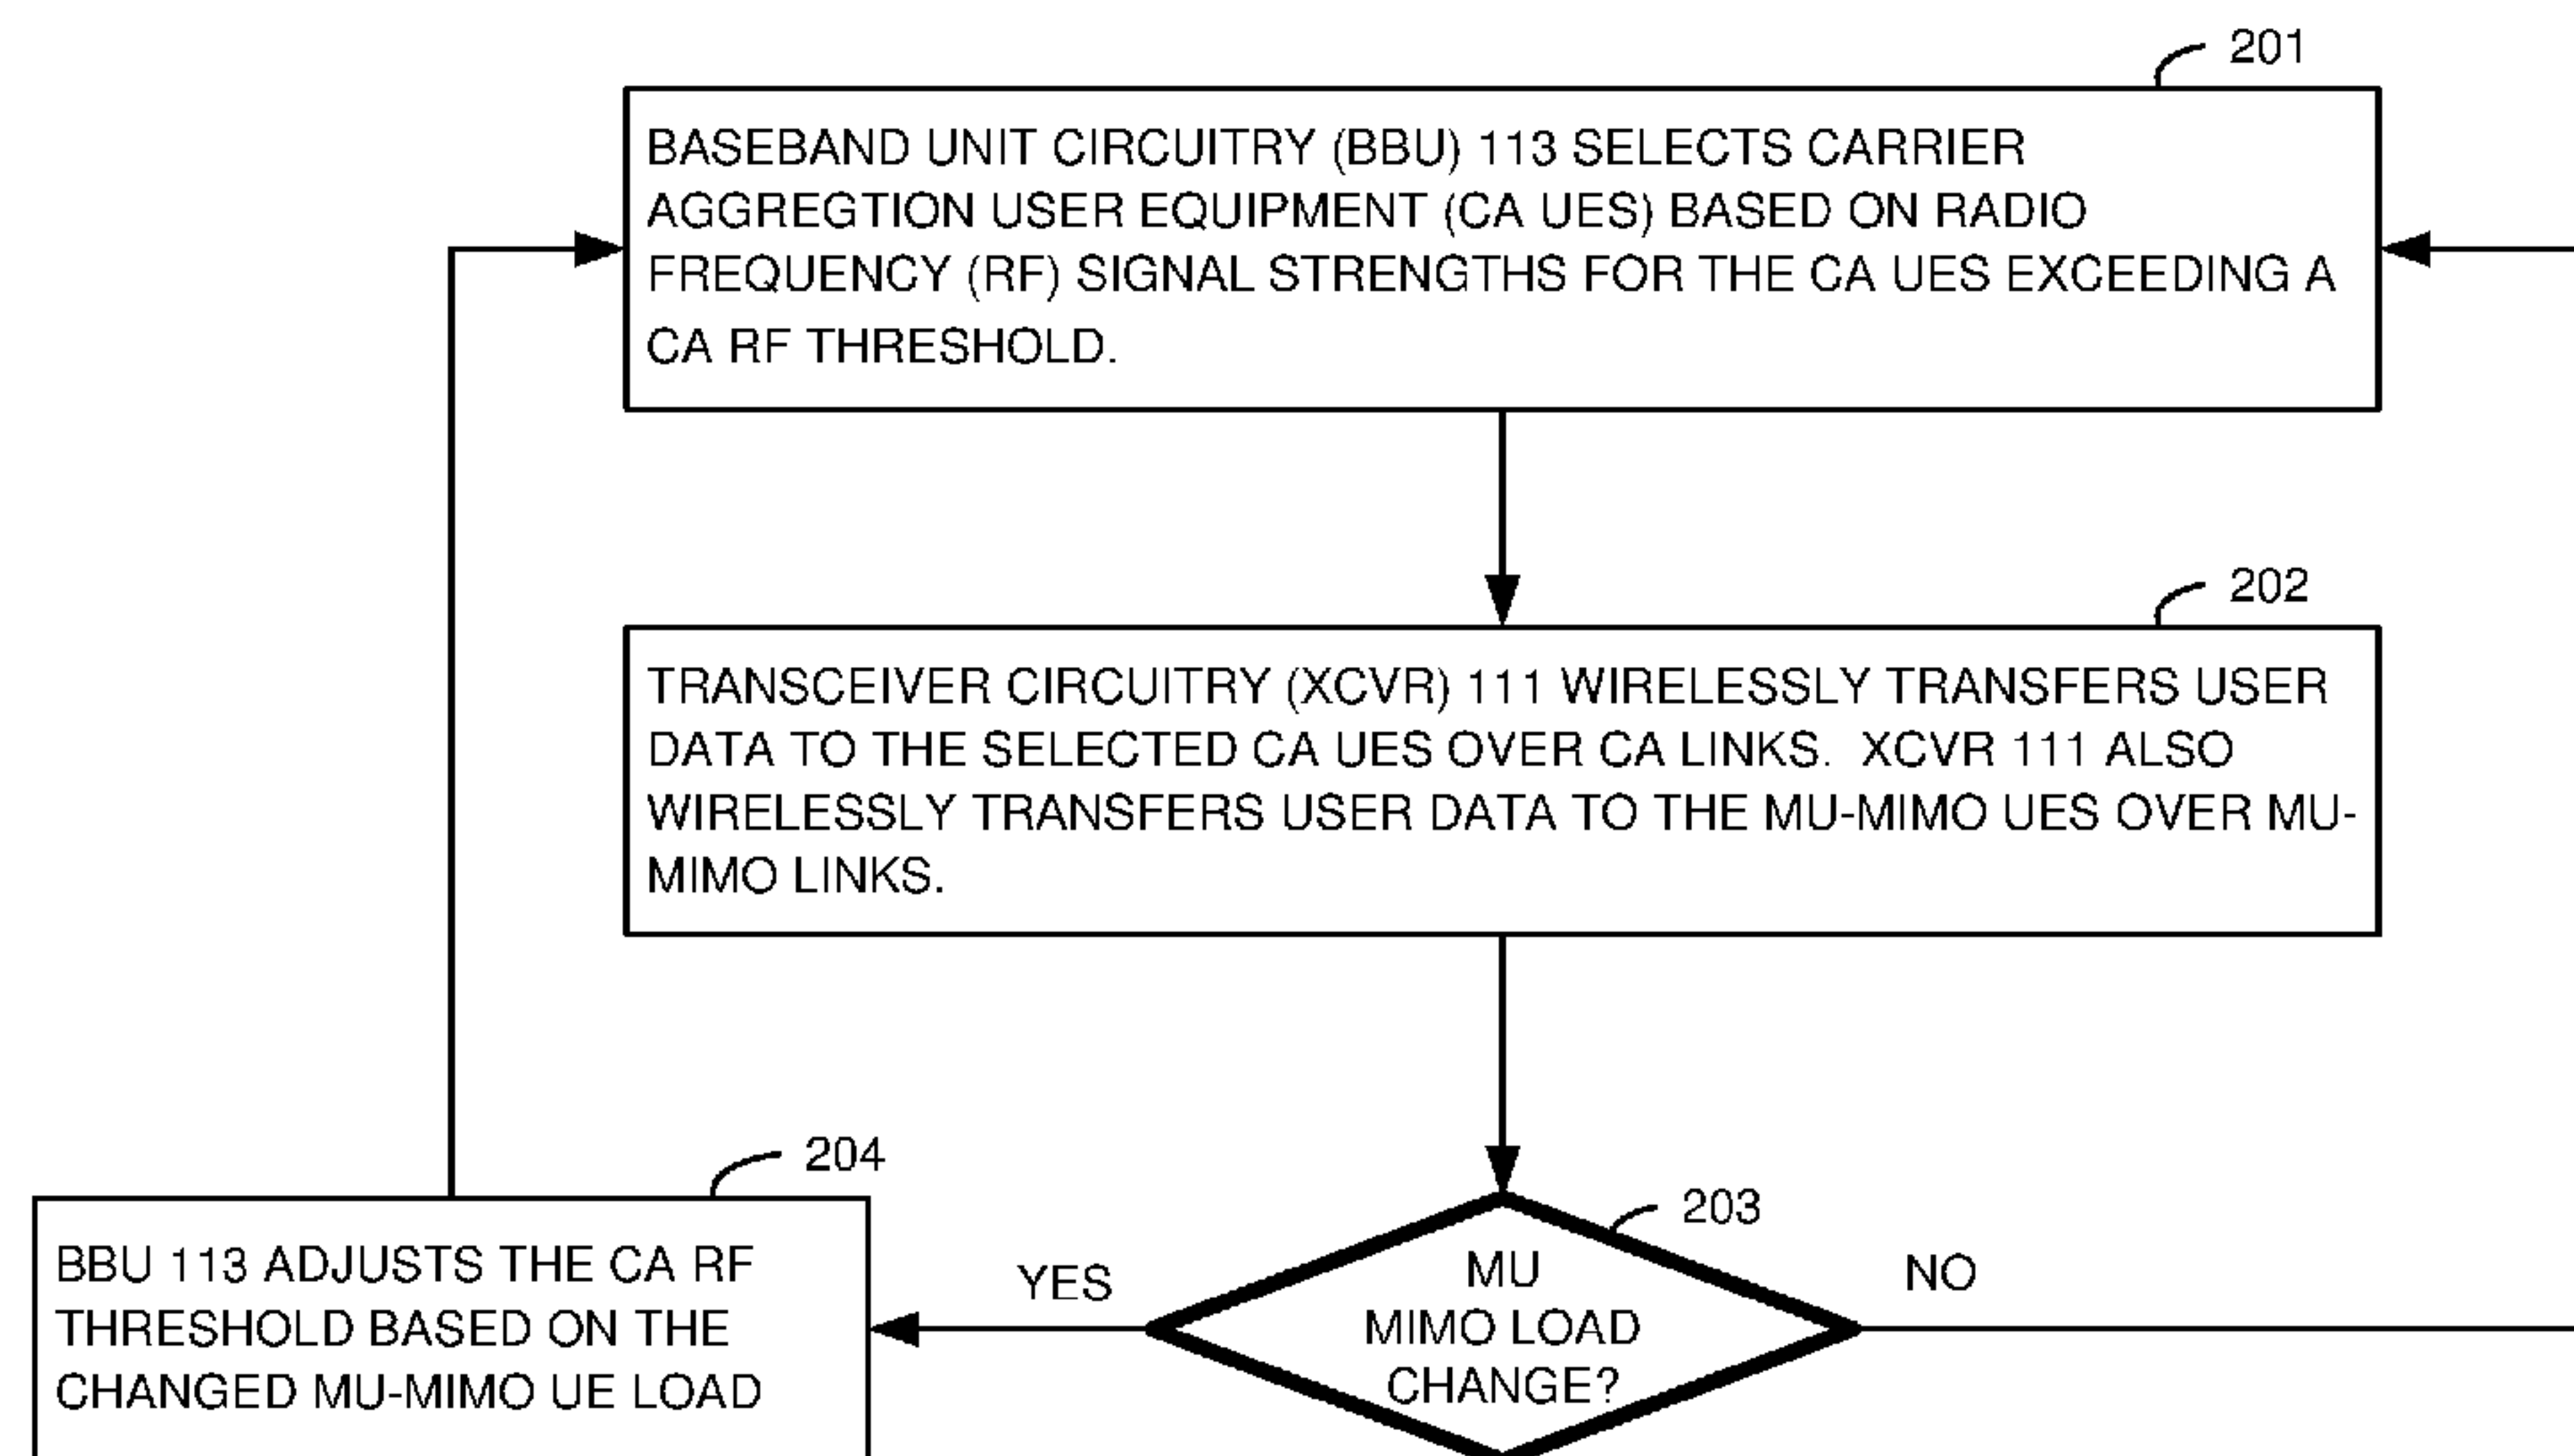 201
BASEBAND UNIT CIRCUITRY (BBU) 113 SELECTS CARRIER
AGGREGTION USER EQUIPMENT (CA UES) BASED ON RADIO
FREQUENCY (RF) SIGNAL STRENGTHS FOR THE CA UES EXCEEDING A
CA RF THRESHOLD.
202
TRANSCEIVER CIRCUITRY (XCVR) 111 WIRELESSLY TRANSFERS USER
DATA TO THE SELECTED CA UES OVER CA LINKS.  XCVR 111 ALSO
WIRELESSLY TRANSFERS USER DATA TO THE MU-MIMO UES OVER MU-
MIMO LINKS.
204
BBU 113 ADJUSTS THE CA RF
THRESHOLD BASED ON THE
CHANGED MU-MIMO UE LOAD
YES
203
MU
MIMO LOAD
CHANGE?
NO